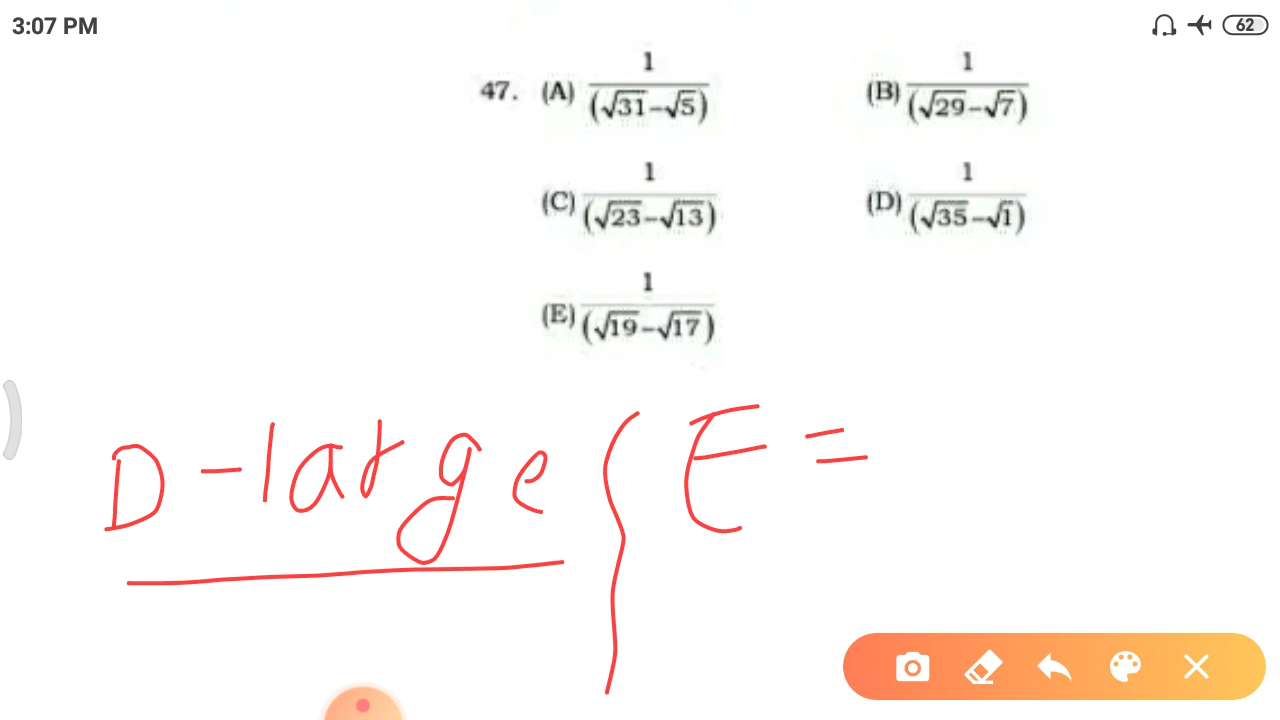 3:07 PM 62
47. (A) 1/(√31-√5) (B) 1/(√29-√7)
(C) 1/(√23-√13) (D) 1/(√35-√1)
(E) 1/(√19-√17)
D-large { E =